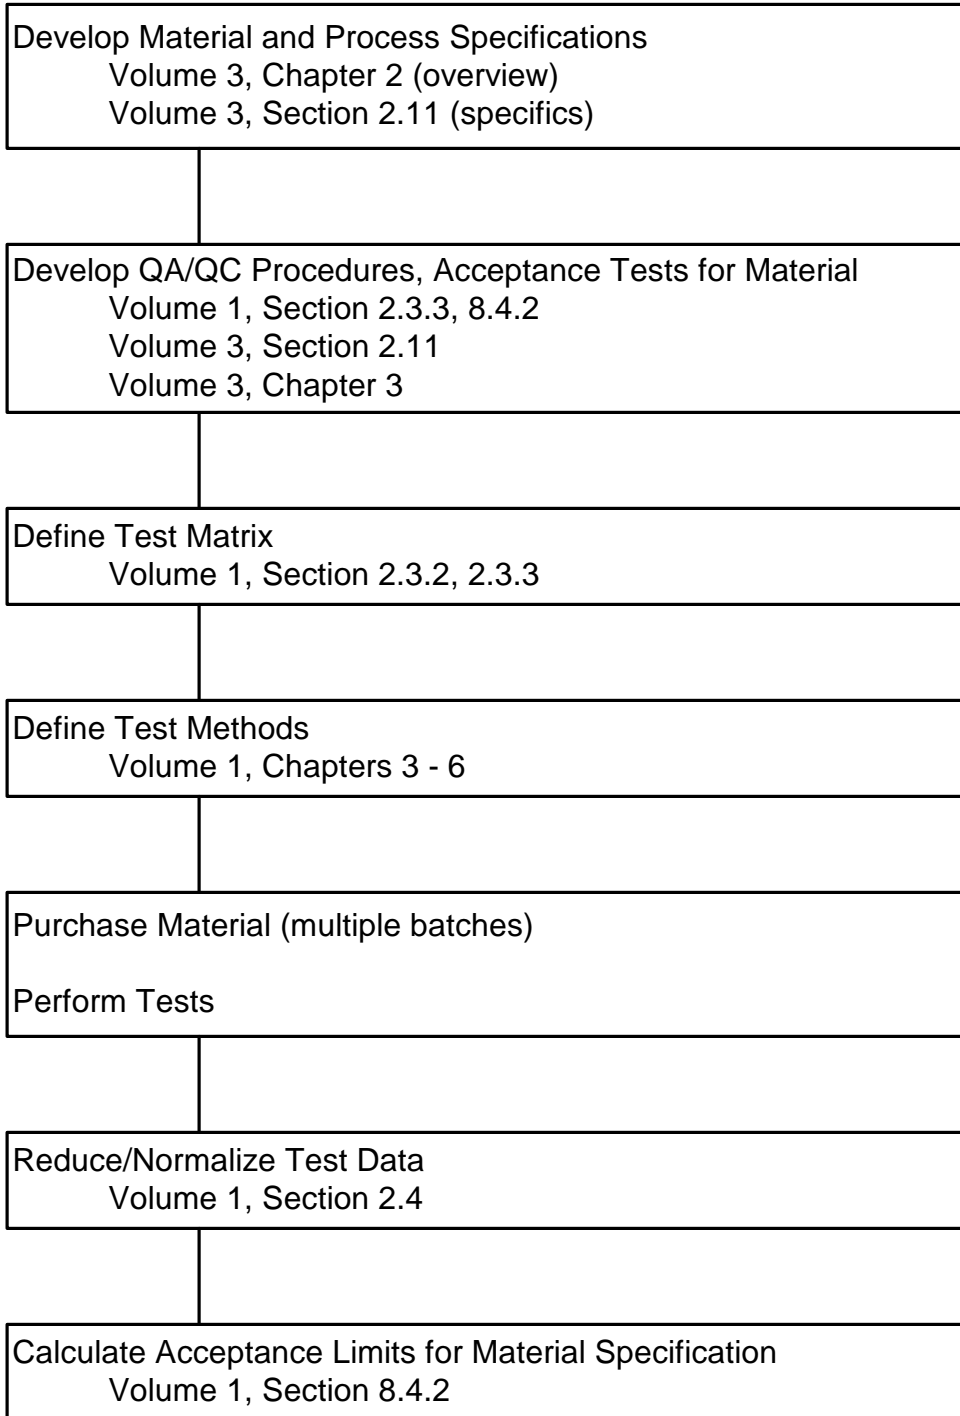 Develop Material and Process Specifications
Volume 3, Chapter 2 (overview)
Volume 3, Section 2.11 (specifics)
Develop QA/QC Procedures, Acceptance Tests for Material
Volume 1, Section 2.3.3, 8.4.2
Volume 3, Section 2.11
Volume 3, Chapter 3
Define Test Matrix
Volume 1, Section 2.3.2, 2.3.3
Define Test Methods
Volume 1, Chapters 3 - 6
Purchase Material (multiple batches)
Perform Tests
Reduce/Normalize Test Data
Volume 1, Section 2.4
Calculate Acceptance Limits for Material Specification
Volume 1, Section 8.4.2